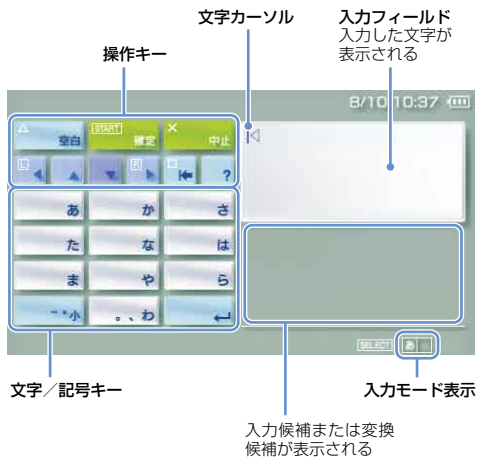 文字カーソル
入力フィールド
入力した文字が
表示される
操作キー
8/10 10:37
△ 空白
START 確定
× 中止
L ◀ ▲ ▼ R ▶ □ ?
あ か さ
た な は
ま や ら
゛゜小 。、わ ↵
SELECT あ
文字／記号キー
入力モード表示
入力候補または変換
候補が表示される